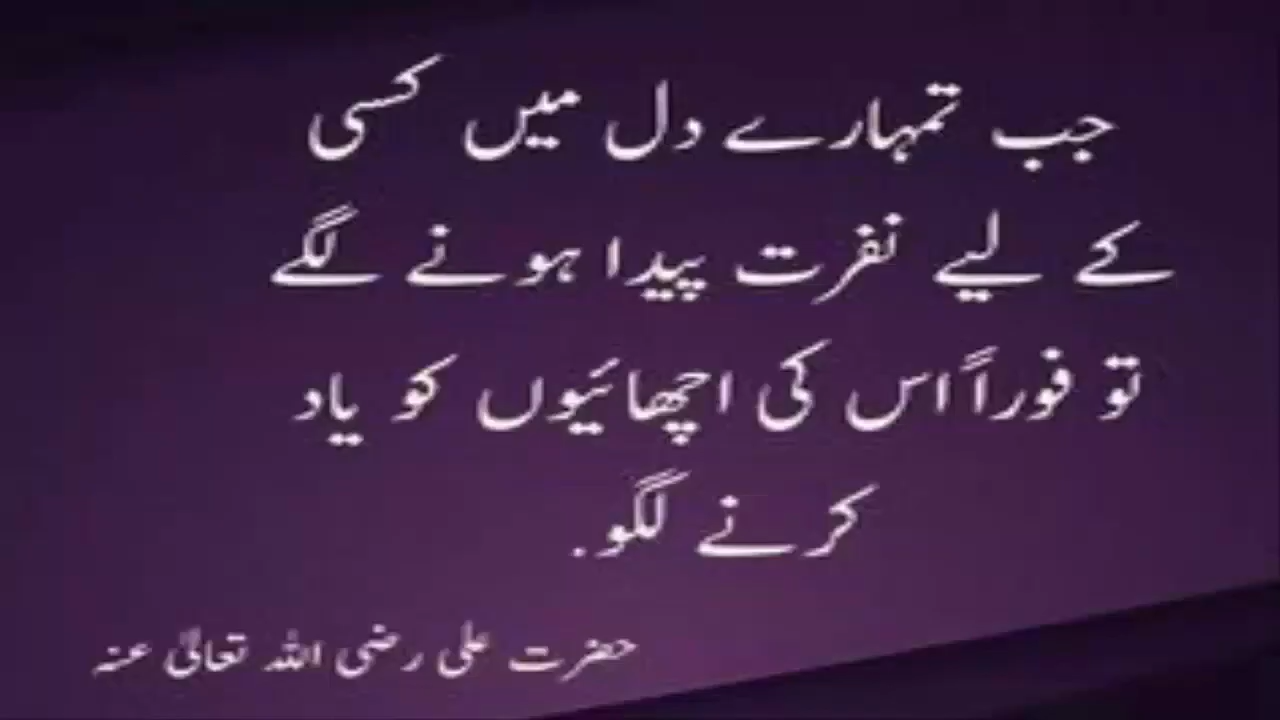 جب تمہارے دل میں کسی
کے لیے نفرت پیدا ہونے لگے
تو فوراً اس کی اچھائیوں کو یاد
کرنے لگو.
حضرت علی رضی اللہ تعالیٰ عنہ